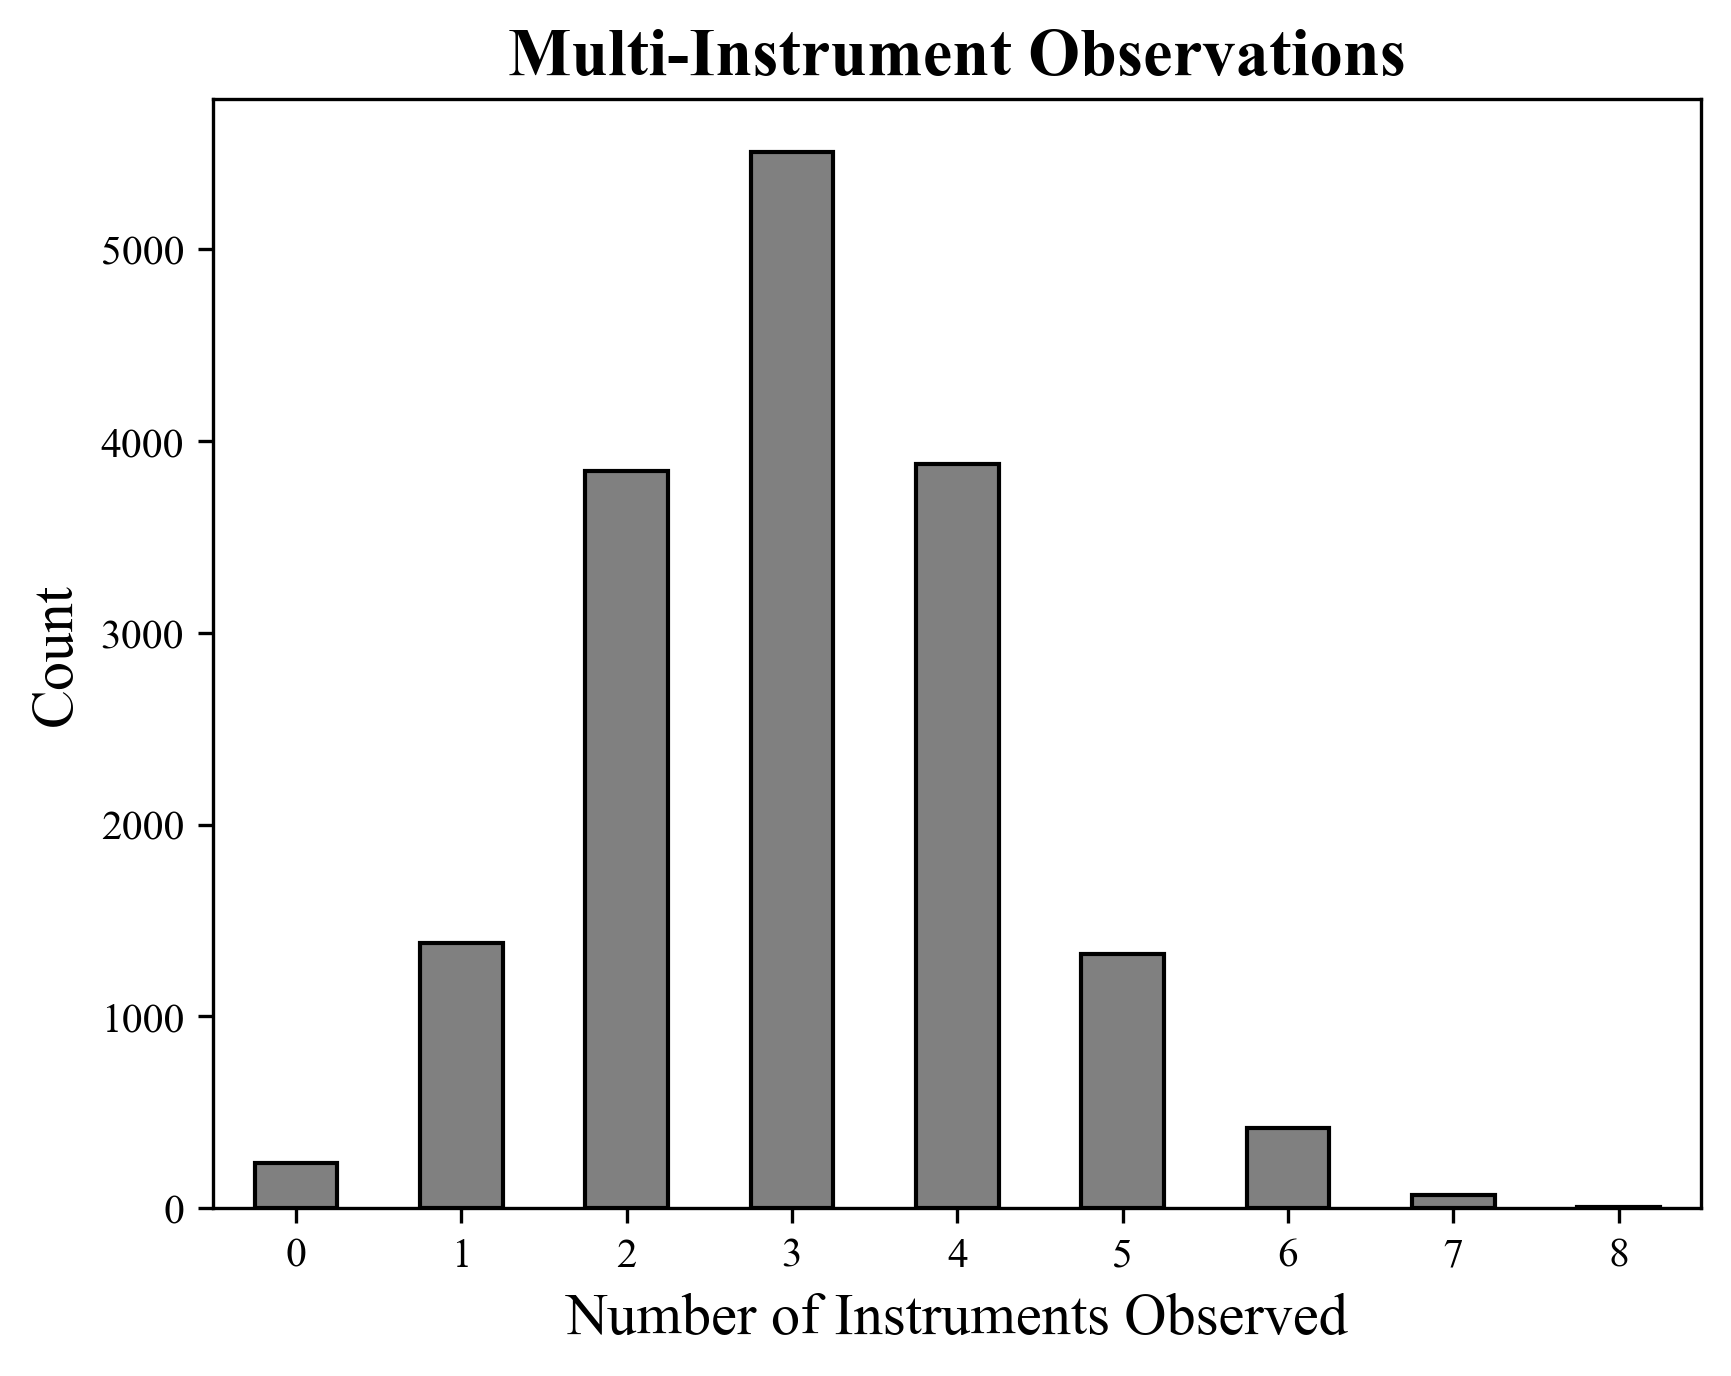 Multi-Instrument Observations
5000
4000
3000
2000
1000
0
Count
0 1 2 3 4 5 6 7 8
Number of Instruments Observed